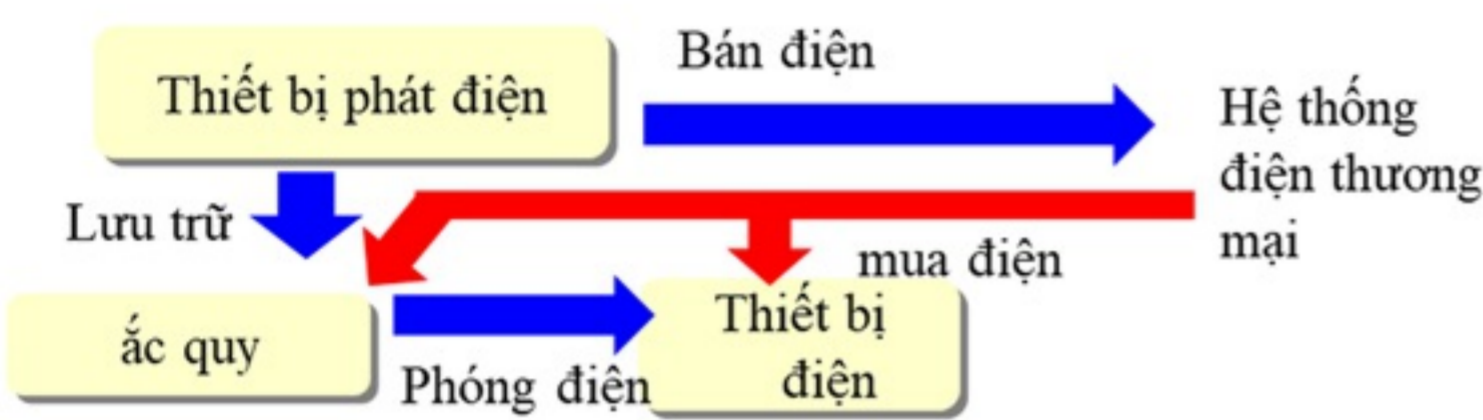 Bán điện
Thiết bị phát điện
Hệ thống
điện thương
mại
Lưu trữ
mua điện
Thiết bị
điện
ắc quy
Phóng điện